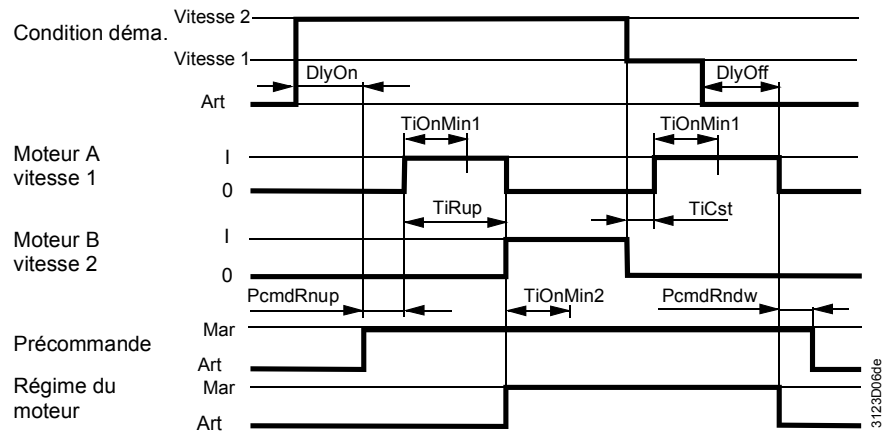 Vitesse 2
Condition déma.
Vitesse 1
DlyOn
DlyOff
Art
TiOnMin1
TiOnMin1
Moteur A
vitesse 1
I
0
TiRup
TiCst
Moteur B
vitesse 2
I
0
PcmdRnup
TiOnMin2
PcmdRndw
Précommande
Mar
Art
Régime du
moteur
Mar
Art
3123D06de